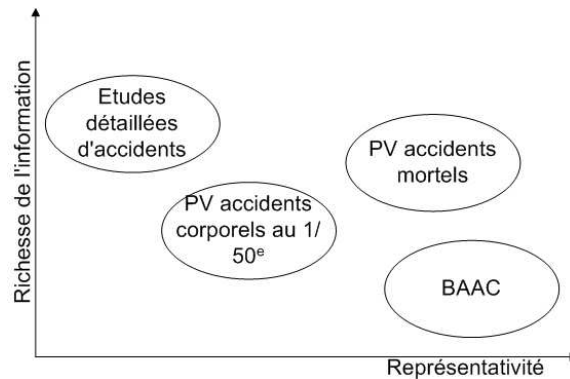 Richesse de l'information
Etudes
détaillées
d'accidents
PV accidents
mortels
PV accidents
corporels au 1/
50ᵉ
BAAC
Représentativité